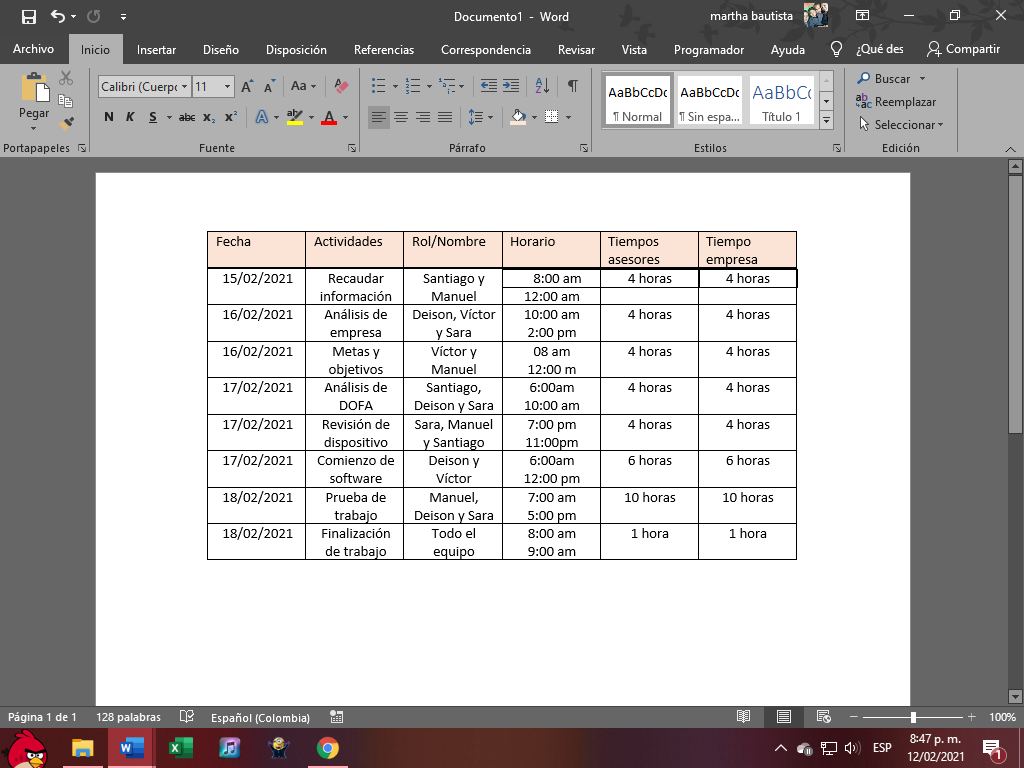 Documento1 - Word
martha bautista
Archivo Inicio Insertar Diseño Disposición Referencias Correspondencia Revisar Vista Programador Ayuda ¿Qué des Compartir
Calibri (Cuerpo 11 Aa
Pegar
N K S abc x₂ x² A ab A
AaBbCcDc AaBbCcDc AaBbCc
¶ Normal ¶ Sin espa... Título 1
Buscar
Reemplazar
Seleccionar
Portapapeles Fuente Párrafo Estilos Edición
Fecha Actividades Rol/Nombre Horario Tiempos asesores Tiempo empresa
15/02/2021 Recaudar información Santiago y Manuel 8:00 am 12:00 am 4 horas 4 horas
16/02/2021 Análisis de empresa Deison, Víctor y Sara 10:00 am 2:00 pm 4 horas 4 horas
16/02/2021 Metas y objetivos Víctor y Manuel 08 am 12:00 m 4 horas 4 horas
17/02/2021 Análisis de DOFA Santiago, Deison y Sara 6:00am 10:00 am 4 horas 4 horas
17/02/2021 Revisión de dispositivo Sara, Manuel y Santiago 7:00 pm 11:00pm 4 horas 4 horas
17/02/2021 Comienzo de software Deison y Víctor 6:00am 12:00 pm 6 horas 6 horas
18/02/2021 Prueba de trabajo Manuel, Deison y Sara 7:00 am 5:00 pm 10 horas 10 horas
18/02/2021 Finalización de trabajo Todo el equipo 8:00 am 9:00 am 1 hora 1 hora
Página 1 de 1 128 palabras Español (Colombia) 100%
ESP
8:47 p. m.
12/02/2021
1